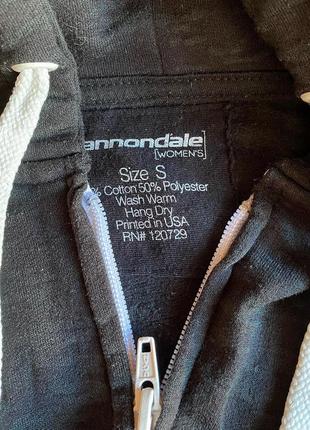 annondale
[WOMEN'S]
Size S
% Cotton 50% Polyester
Wash Warm
Hang Dry
Printed in USA
RN# 120729